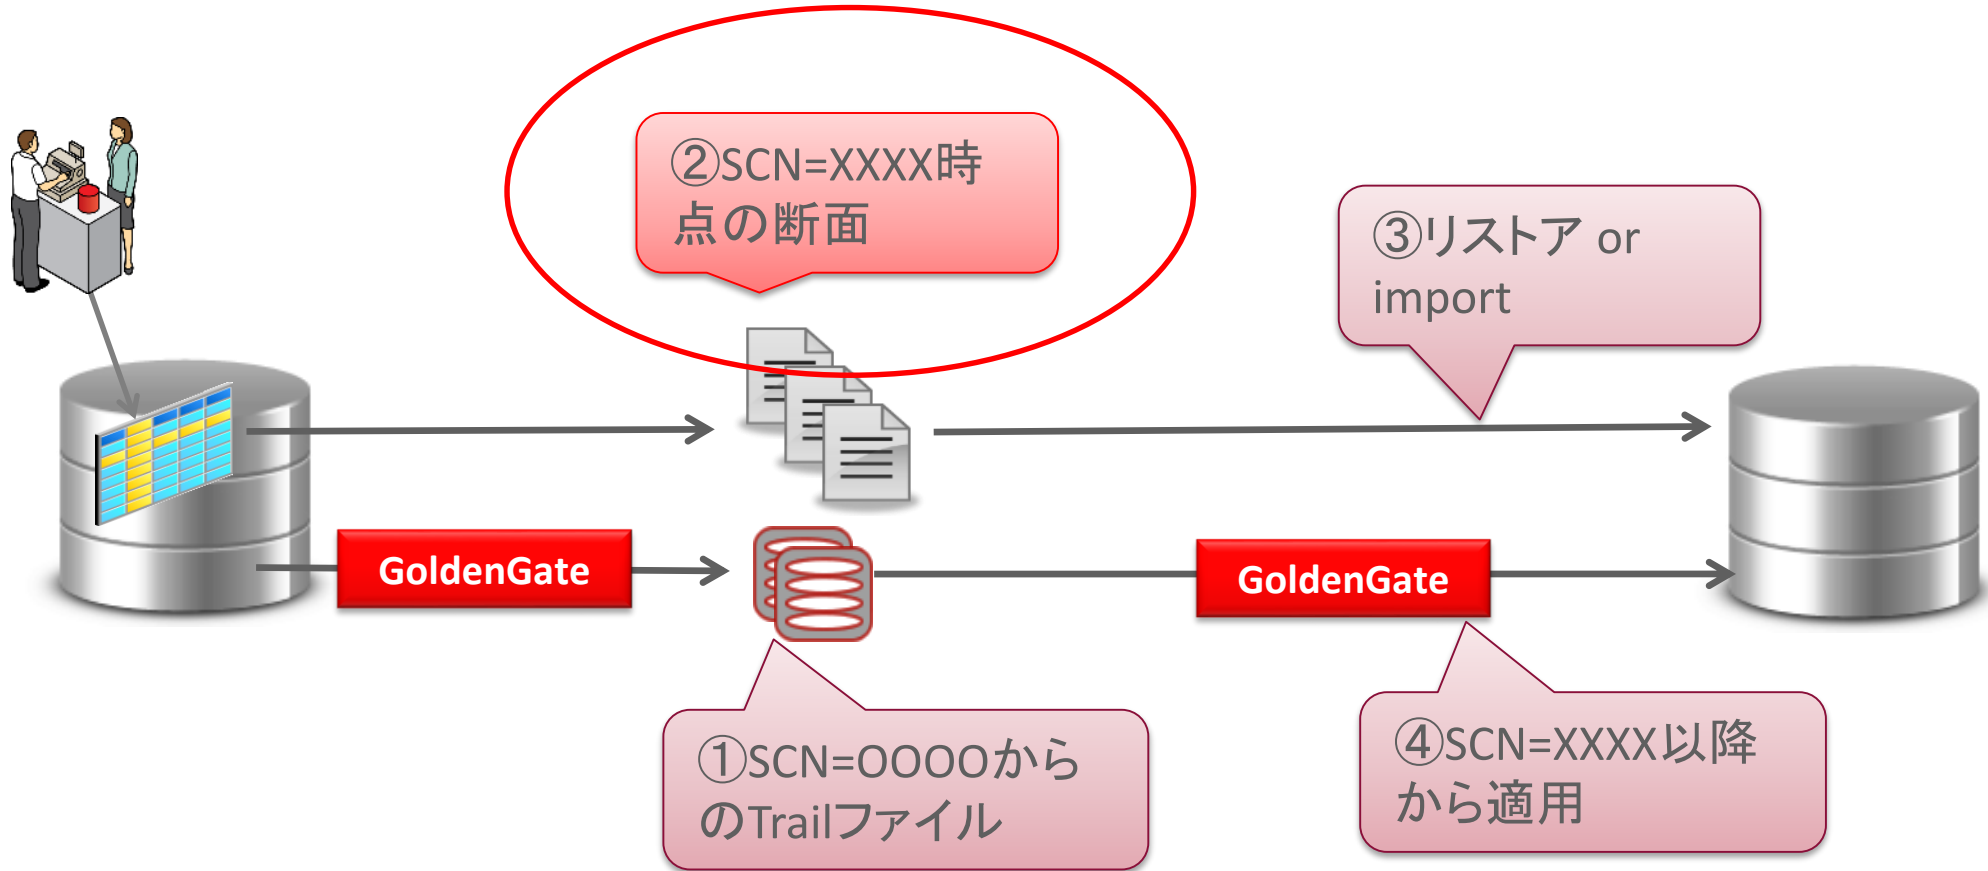 ②SCN=XXXX時
点の断面
③リストア or
import
GoldenGate
GoldenGate
①SCN=OOOOから
のTrailファイル
④SCN=XXXX以降
から適用